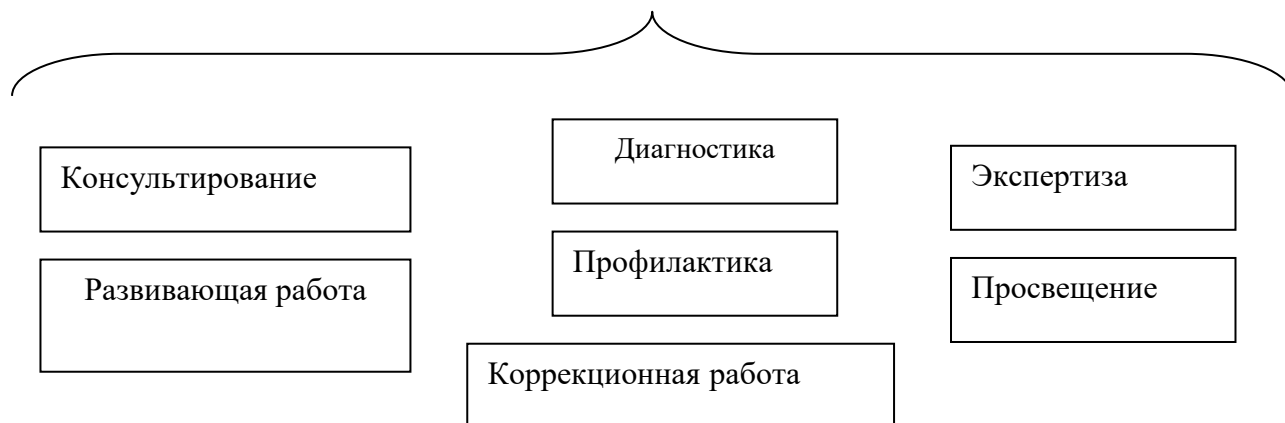 Диагностика
Консультирование
Экспертиза
Профилактика
Развивающая работа
Просвещение
Коррекционная работа